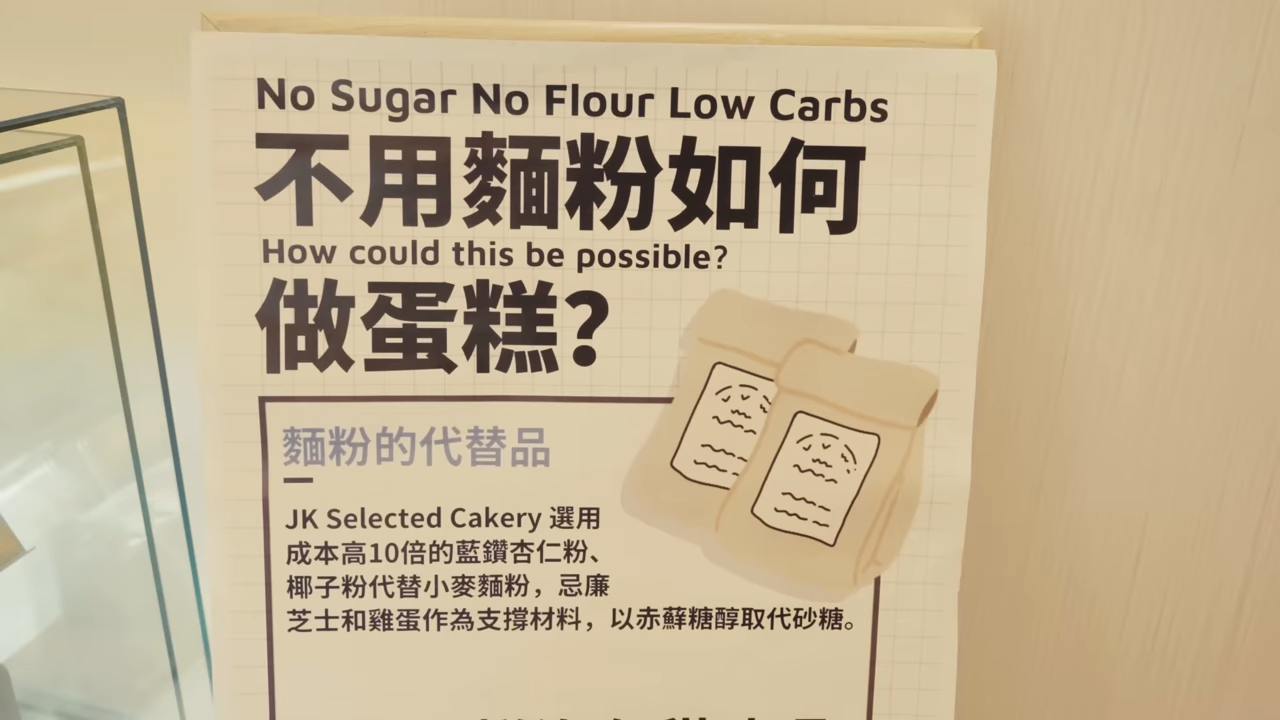 No Sugar No Flour Low Carbs
不用麵粉如何
How could this be possible?
做蛋糕？
麵粉的代替品
JK Selected Cakery 選用
成本高10倍的藍鑽杏仁粉、
椰子粉代替小麥麵粉，忌廉
芝士和雞蛋作為支撐材料，以赤蘚糖醇取代砂糖。